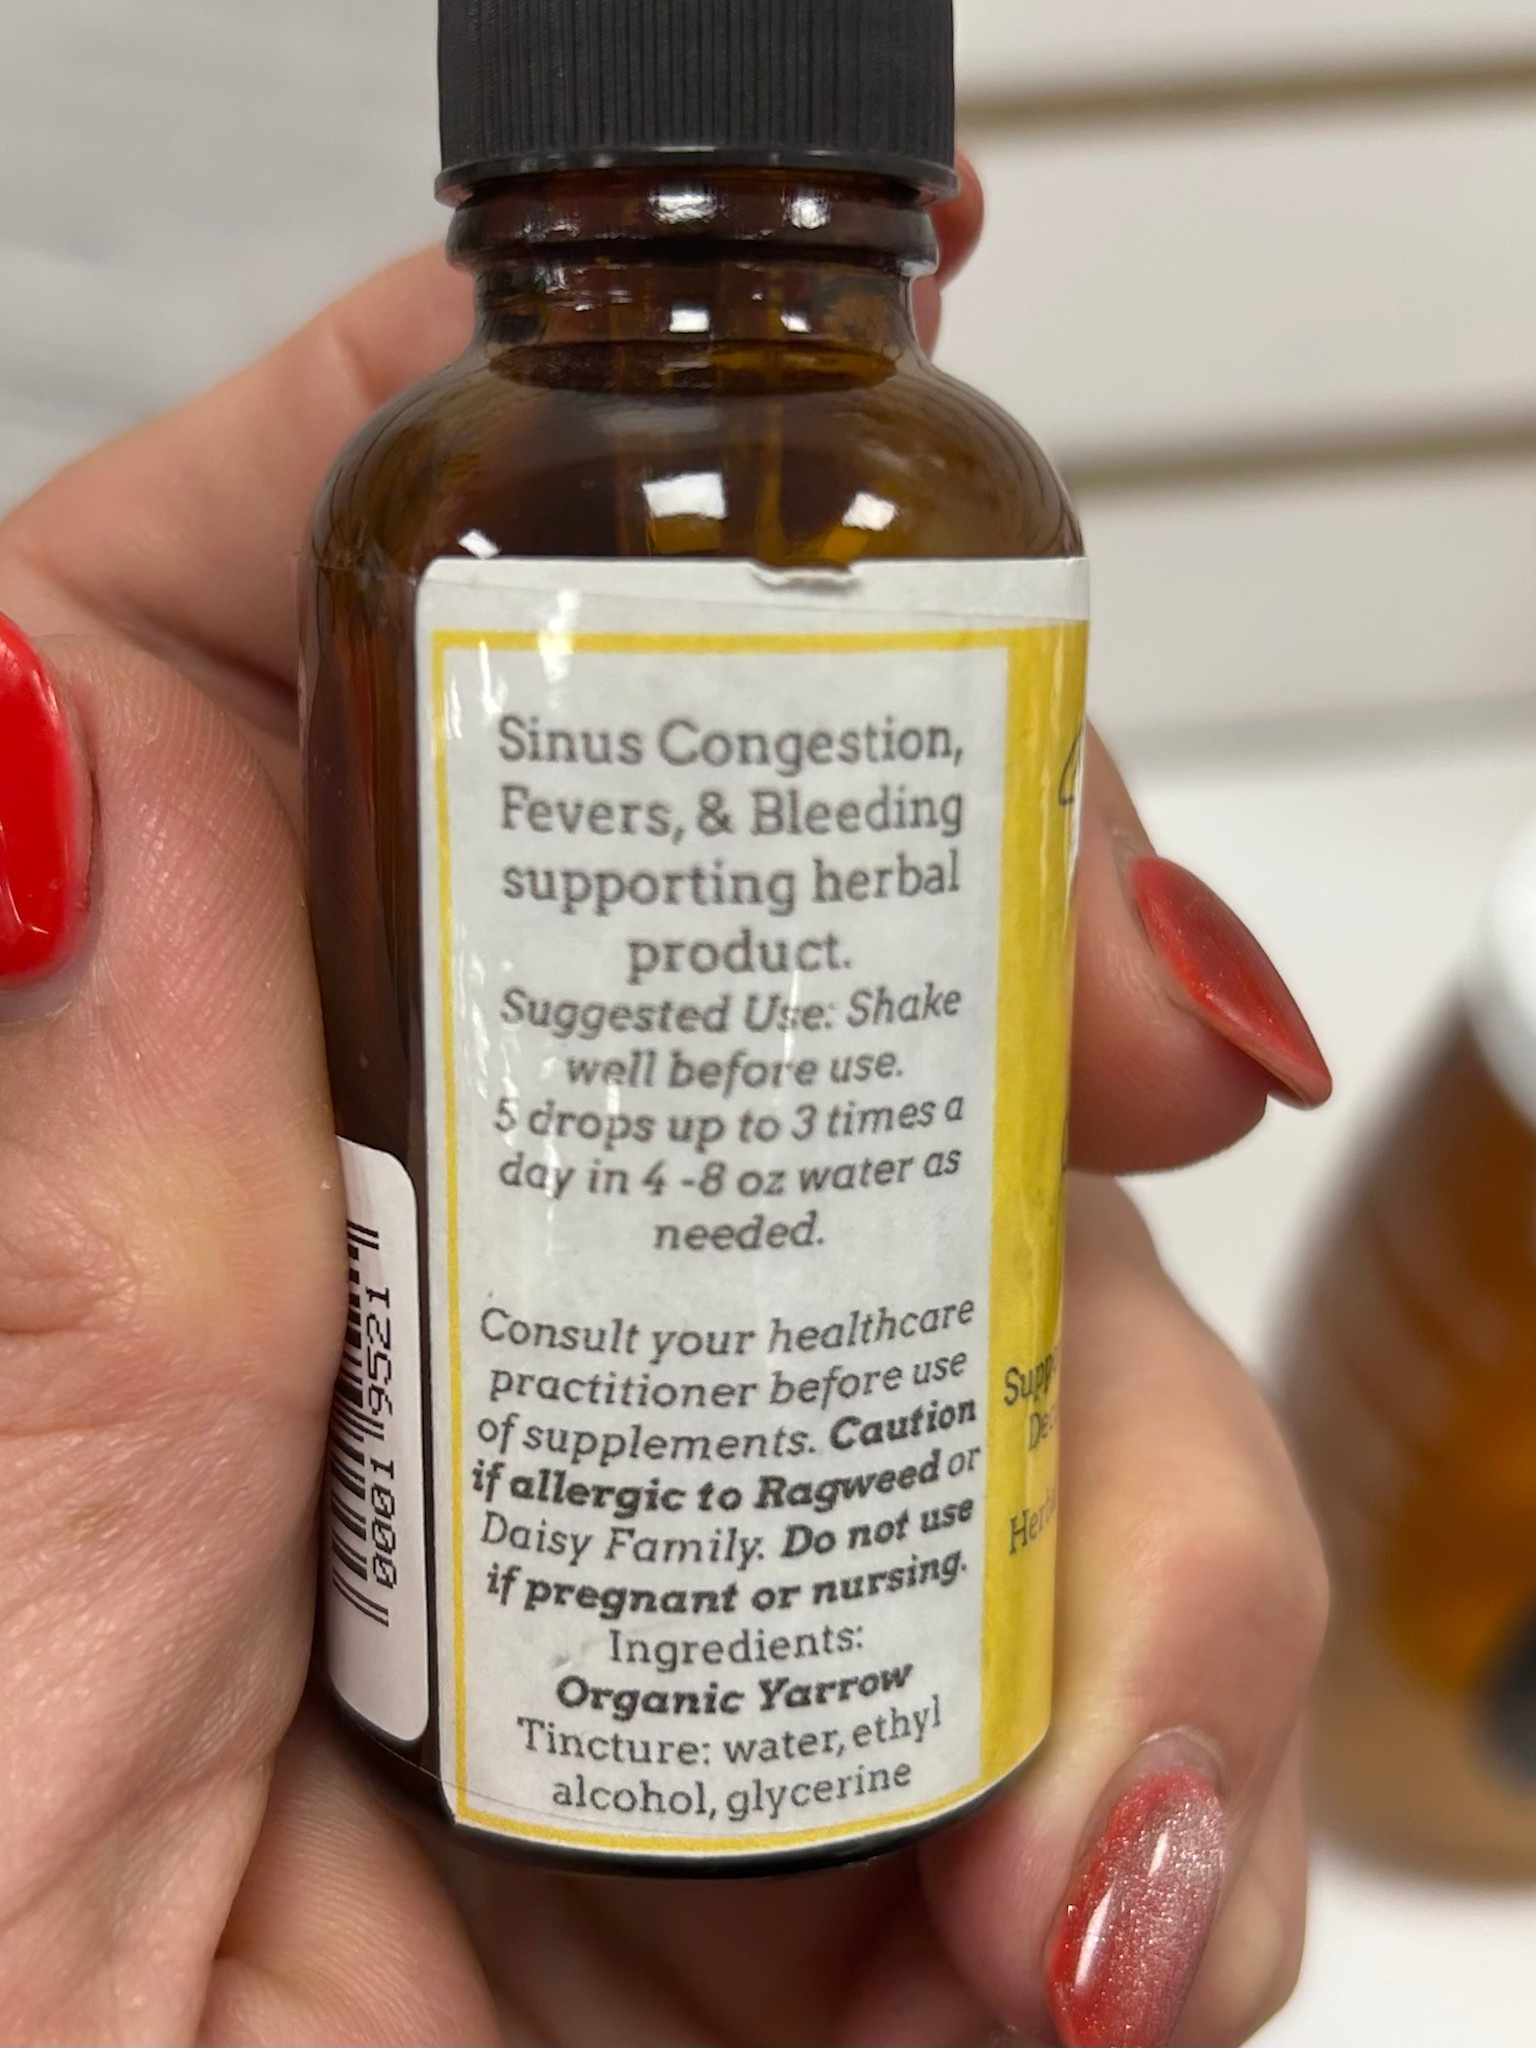 Sinus Congestion,
Fevers, & Bleeding
supporting herbal
product.
Suggested Use: Shake
well before use.
5 drops up to 3 times a
day in 4 -8 oz water as
needed.
Consult your healthcare
practitioner before use
of supplements. Caution
if allergic to Ragweed or
Daisy Family. Do not use
if pregnant or nursing.
Ingredients:
Organic Yarrow
Tincture: water, ethyl
alcohol, glycerine
0001 9521